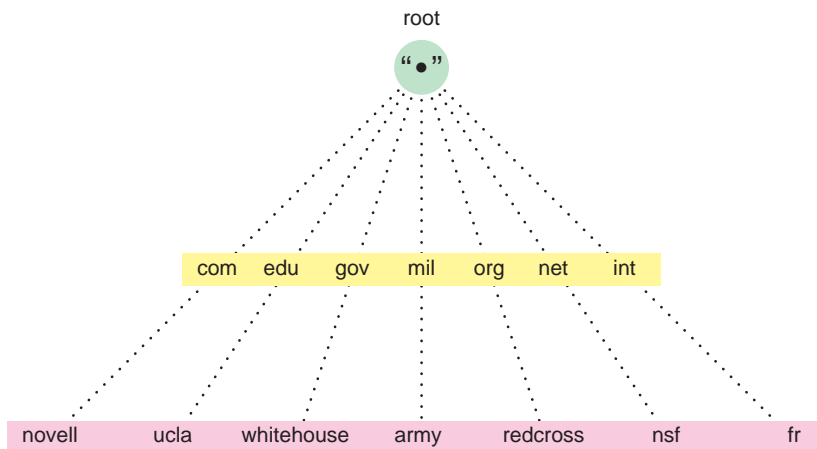 root
“•”
com edu gov mil org net int
novell ucla whitehouse army redcross nsf fr